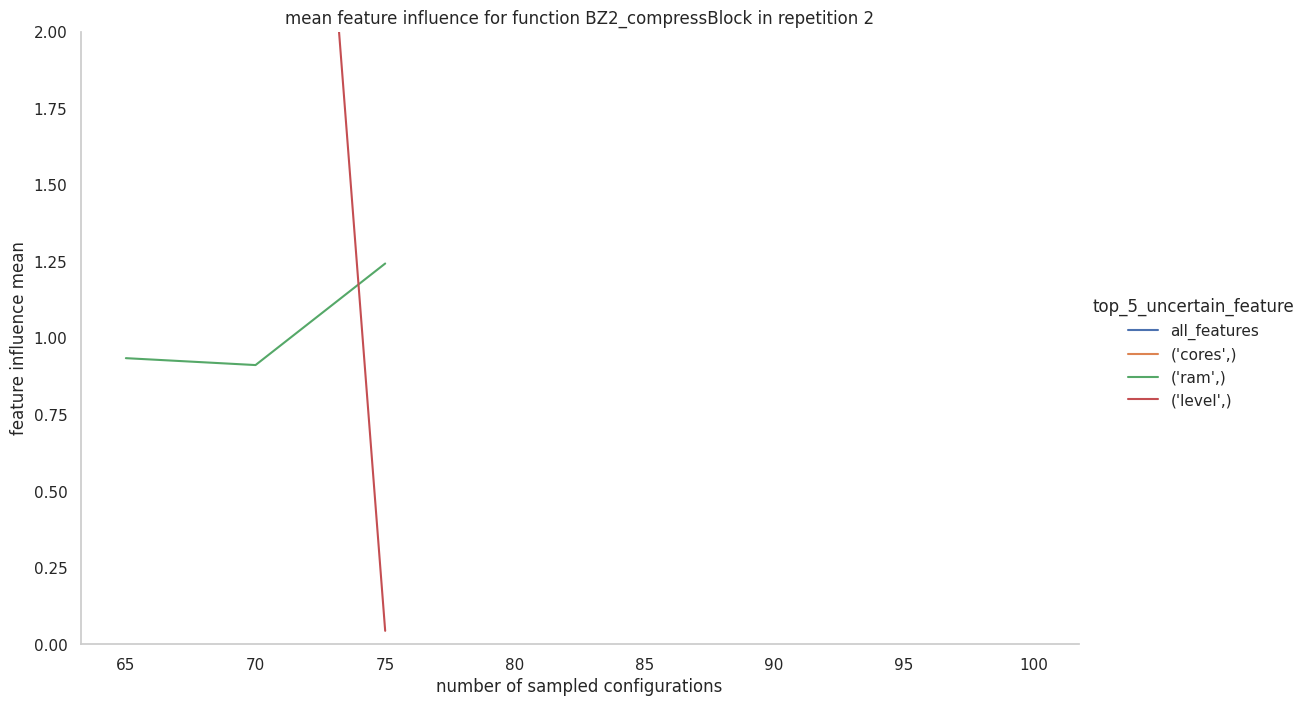 mean feature influence for function BZ2_compressBlock in repetition 2
2.00
1.75
1.50
1.25
1.00
0.75
0.50
0.25
0.00
feature influence mean
65 70 75 80 85 90 95 100
number of sampled configurations
top_5_uncertain_feature
all_features
('cores',)
('ram',)
('level',)